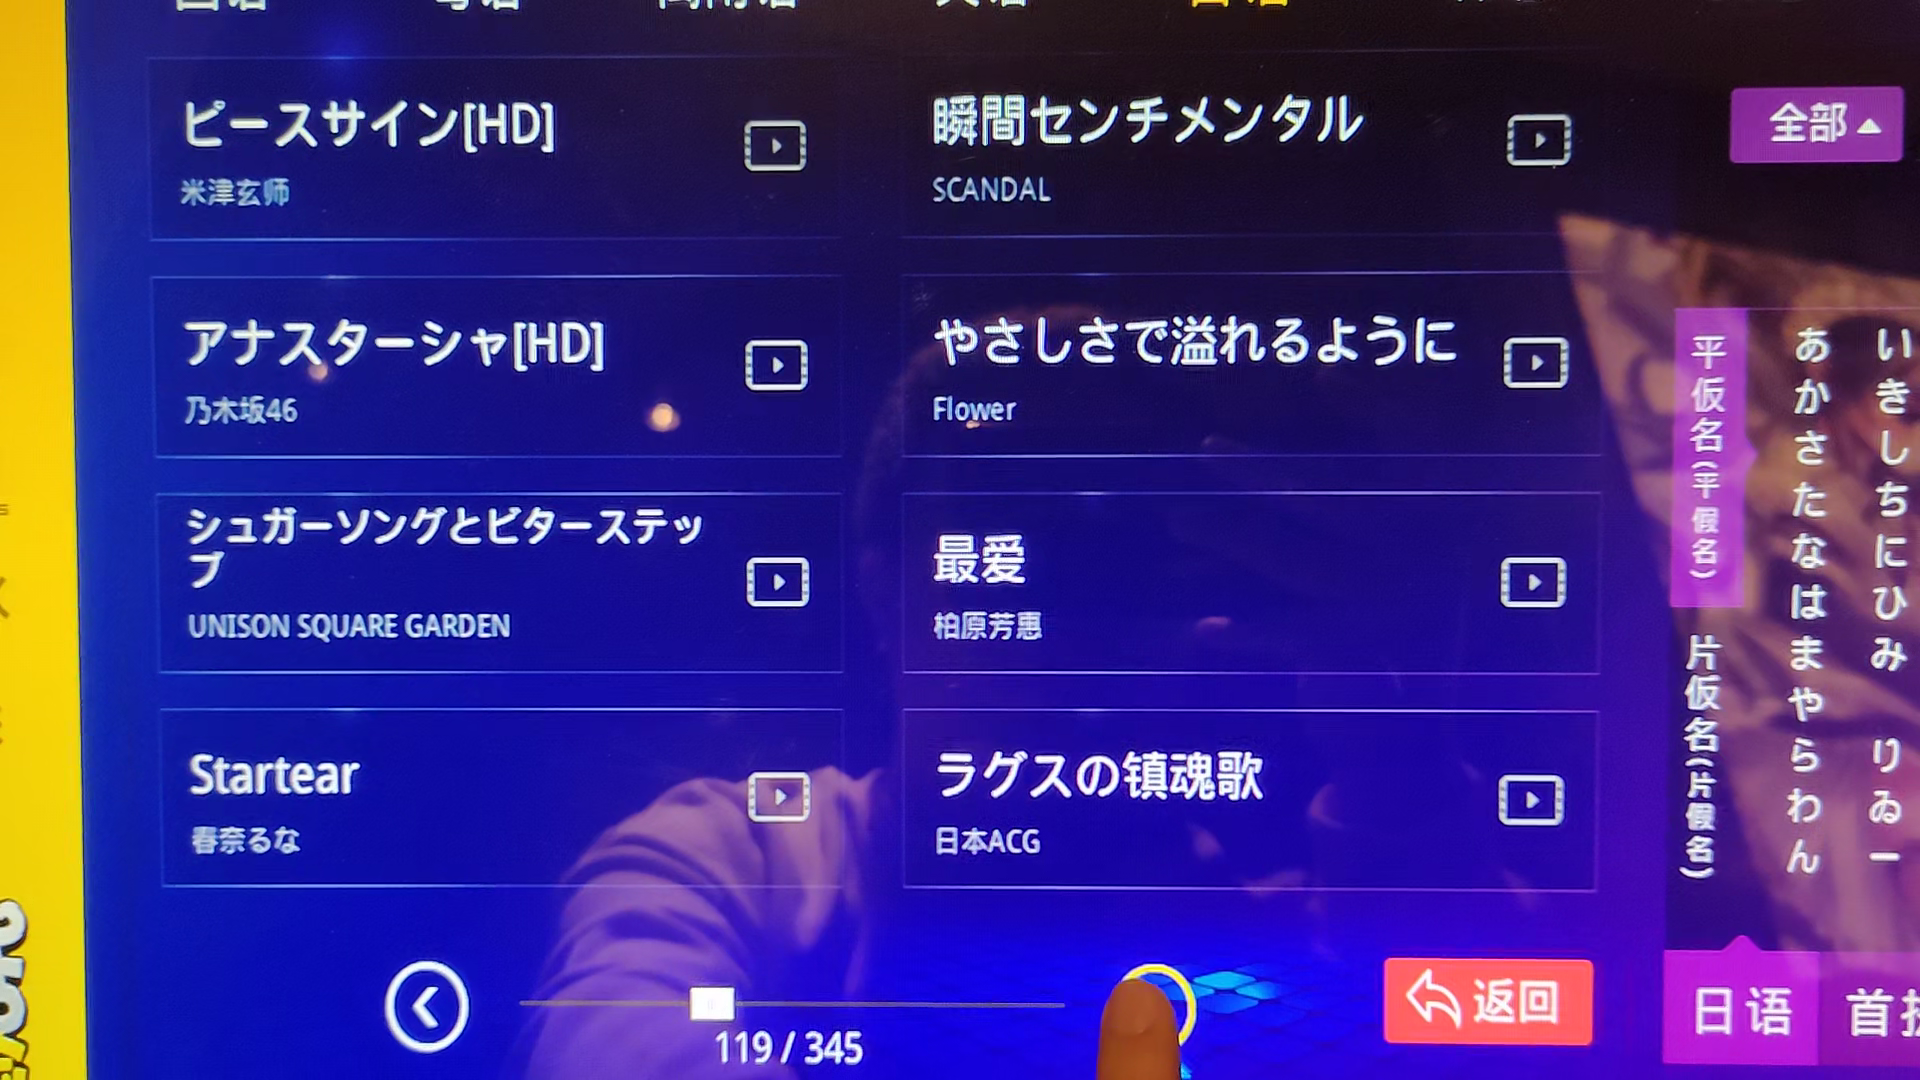 日语
ピースサイン[HD]
米津玄师
瞬間センチメンタル
SCANDAL
全部
アナスターシャ[HD]
乃木坂46
やさしさで溢れるように
Flower
シュガーソングとビターステッ
プ
UNISON SQUARE GARDEN
最爱
柏原芳惠
Startear
春奈るな
ラグスの镇魂歌
日本ACG
平仮名(平假名)
片仮名(片假名)
あかさたなはまやらわん
いきしちにひみ りゐー
119 / 345
返回
日语
首